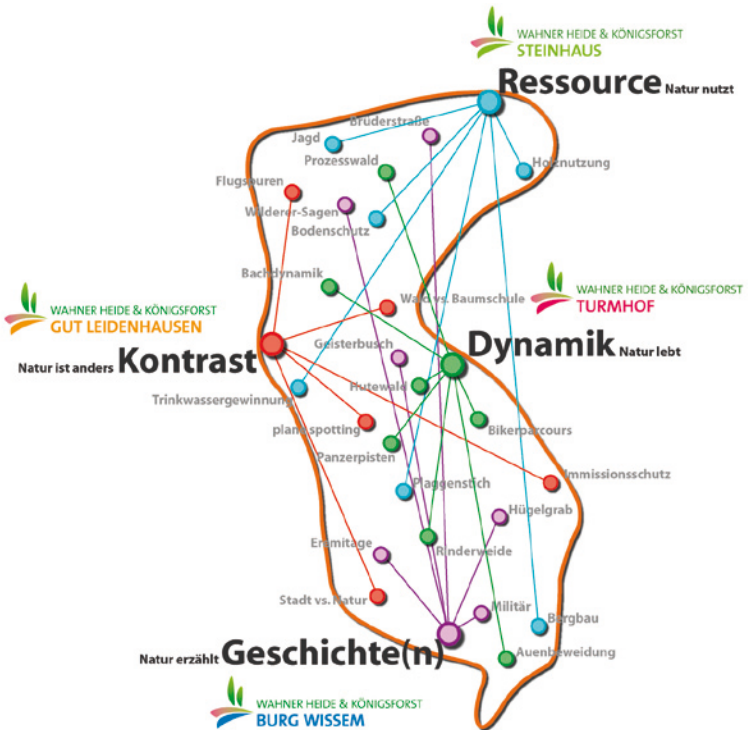 WAHNER HEIDE & KÖNIGSFORST
STEINHAUS
Ressource Natur nutzt
Brüderstraße
Jagd
Prozesswald
Holznutzung
Flugspuren
Wilderer-Sagen
Bodenschutz
Bachdynamik
WAHNER HEIDE & KÖNIGSFORST
TURMHOF
Wald vs. Baumschule
WAHNER HEIDE & KÖNIGSFORST
GUT LEIDENHAUSEN
Geisterbusch
Dynamik Natur lebt
Natur ist anders Kontrast
Hutewald
Trinkwassergewinnung
plane spotting
Bikerparcours
Panzerpisten
Immissionsschutz
Plaggenstich
Hügelgrab
Eremitage
Rinderweide
Stadt vs. Natur
Militär
Bergbau
Natur erzählt Geschichte(n)
Auenbeweidung
WAHNER HEIDE & KÖNIGSFORST
BURG WISSEM